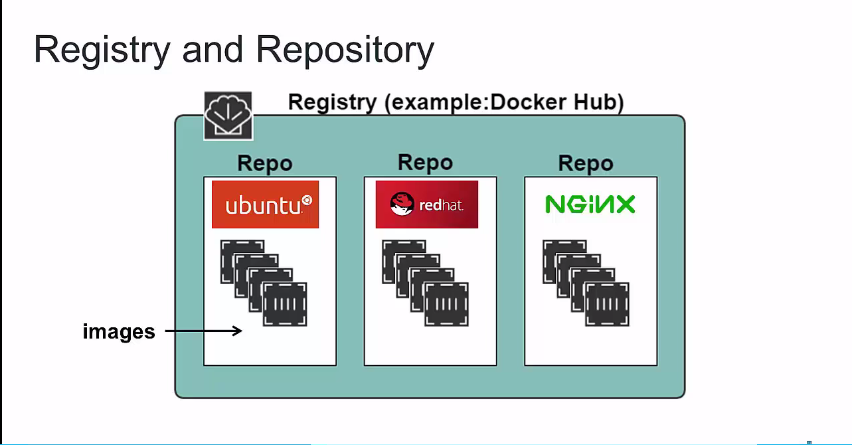 Registry and Repository
Registry (example:Docker Hub)
Repo
Repo
Repo
ubuntu
redhat.
NGINX
images